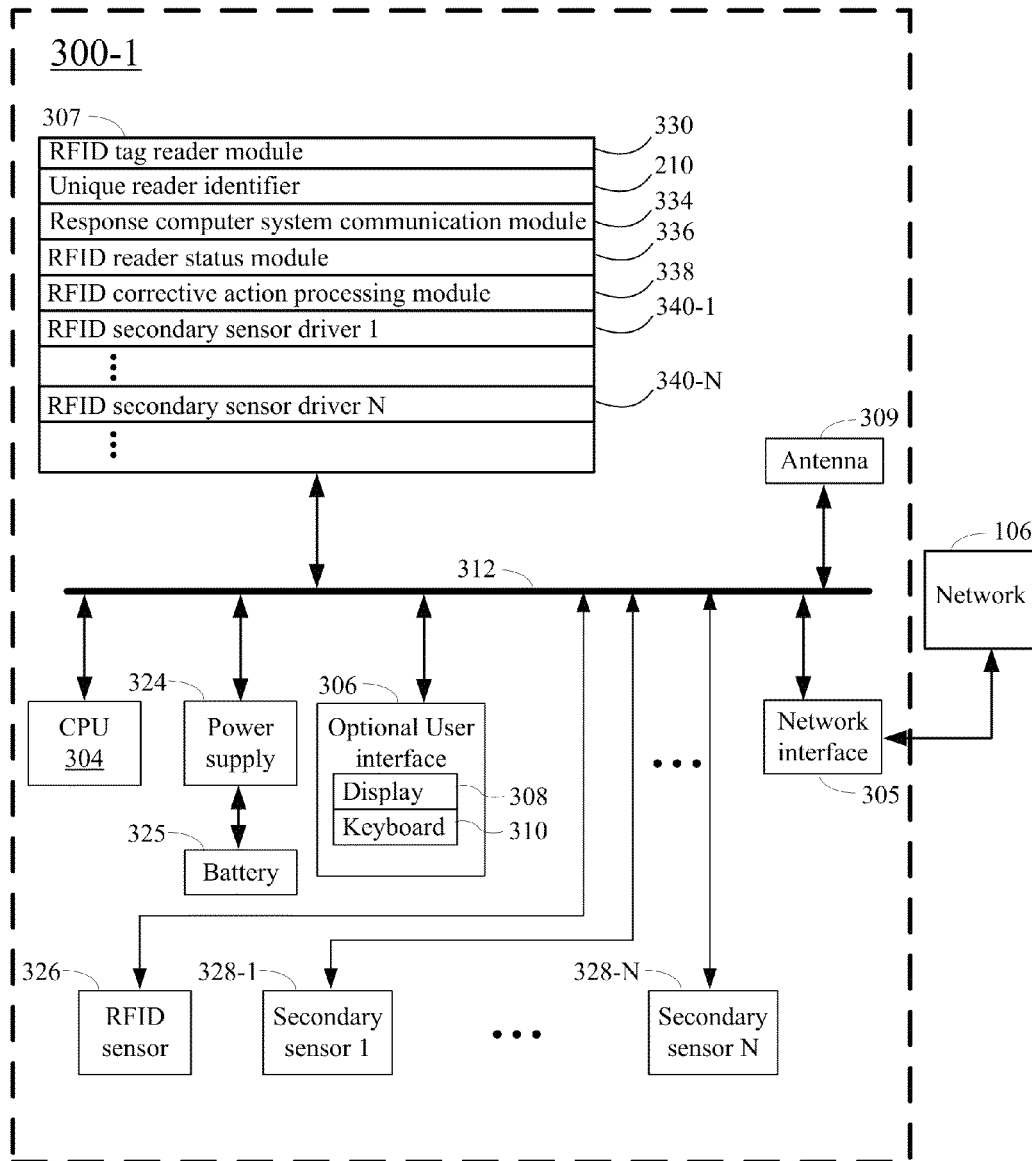 300-1
307
RFID tag reader module
330
Unique reader identifier
210
Response computer system communication module
334
RFID reader status module
336
RFID corrective action processing module
338
RFID secondary sensor driver 1
340-1
RFID secondary sensor driver N
340-N
309
Antenna
106
Network
312
CPU
304
324
Power
supply
325
Battery
306
Optional User
interface
Display
308
Keyboard
310
Network
interface
305
326
RFID
sensor
328-1
Secondary
sensor 1
328-N
Secondary
sensor N